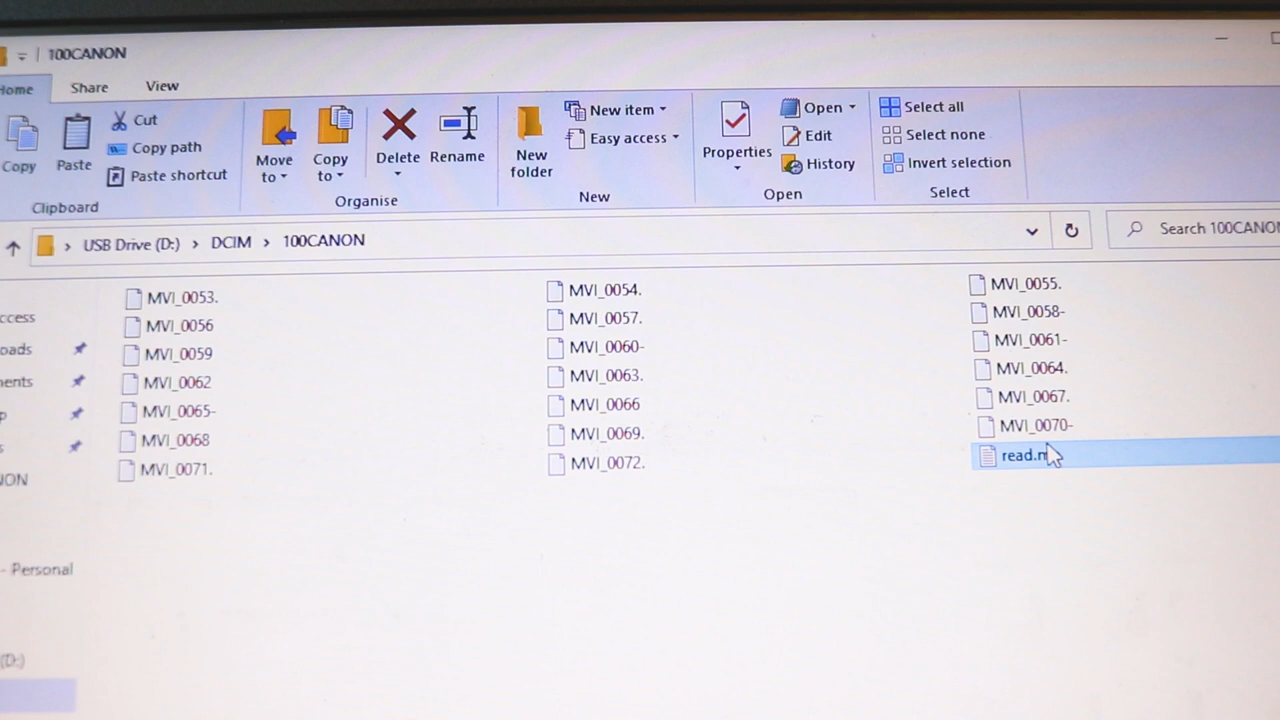 100CANON
Home Share View
Copy
Paste
Cut
Copy path
Paste shortcut
Clipboard
Move to
Copy to
Delete
Rename
Organise
New folder
New item
Easy access
New
Properties
Open
Edit
History
Open
Select all
Select none
Invert selection
Select
USB Drive (D:) > DCIM > 100CANON
Search 100CANON
ccess
oads
ments
p
s
NON
- Personal
(D:)
MVI_0053. MVI_0054. MVI_0055.
MVI_0056 MVI_0057. MVI_0058-
MVI_0059 MVI_0060- MVI_0061-
MVI_0062 MVI_0063. MVI_0064.
MVI_0065- MVI_0066 MVI_0067.
MVI_0068 MVI_0069. MVI_0070-
MVI_0071. MVI_0072. read.m